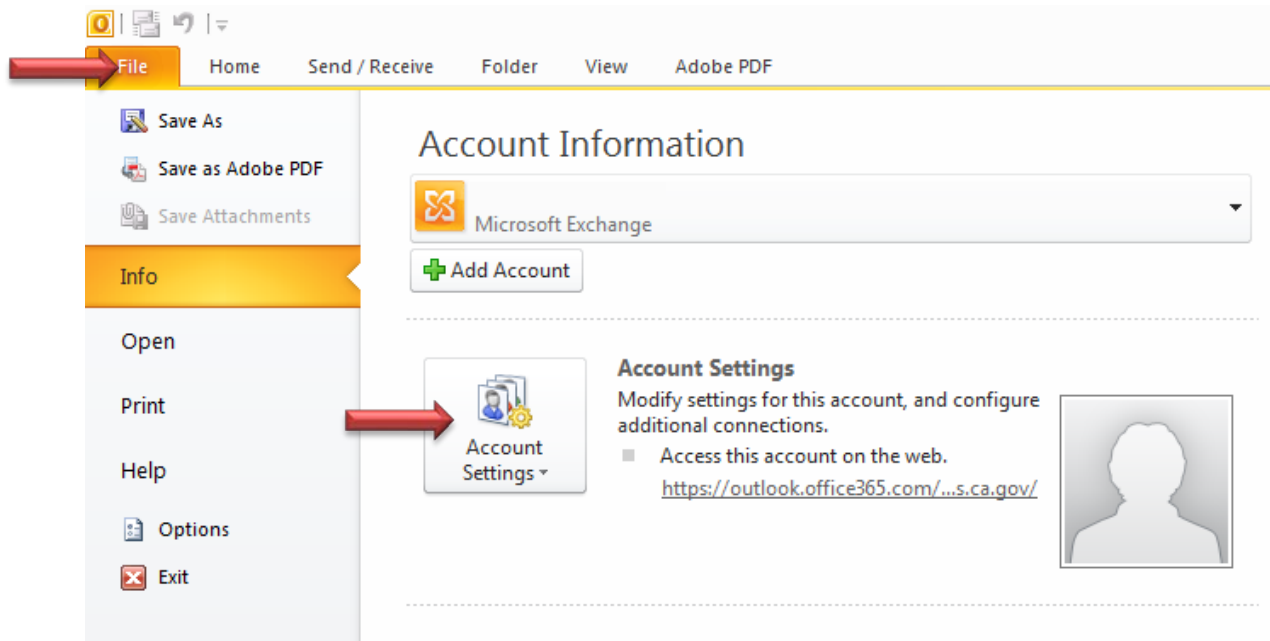 File Home Send / Receive Folder View Adobe PDF
Save As
Save as Adobe PDF
Save Attachments
Info
Open
Print
Help
Options
Exit
Account Information
Microsoft Exchange
Add Account
Account
Settings
Account Settings
Modify settings for this account, and configure
additional connections.
Access this account on the web.
https://outlook.office365.com/...s.ca.gov/